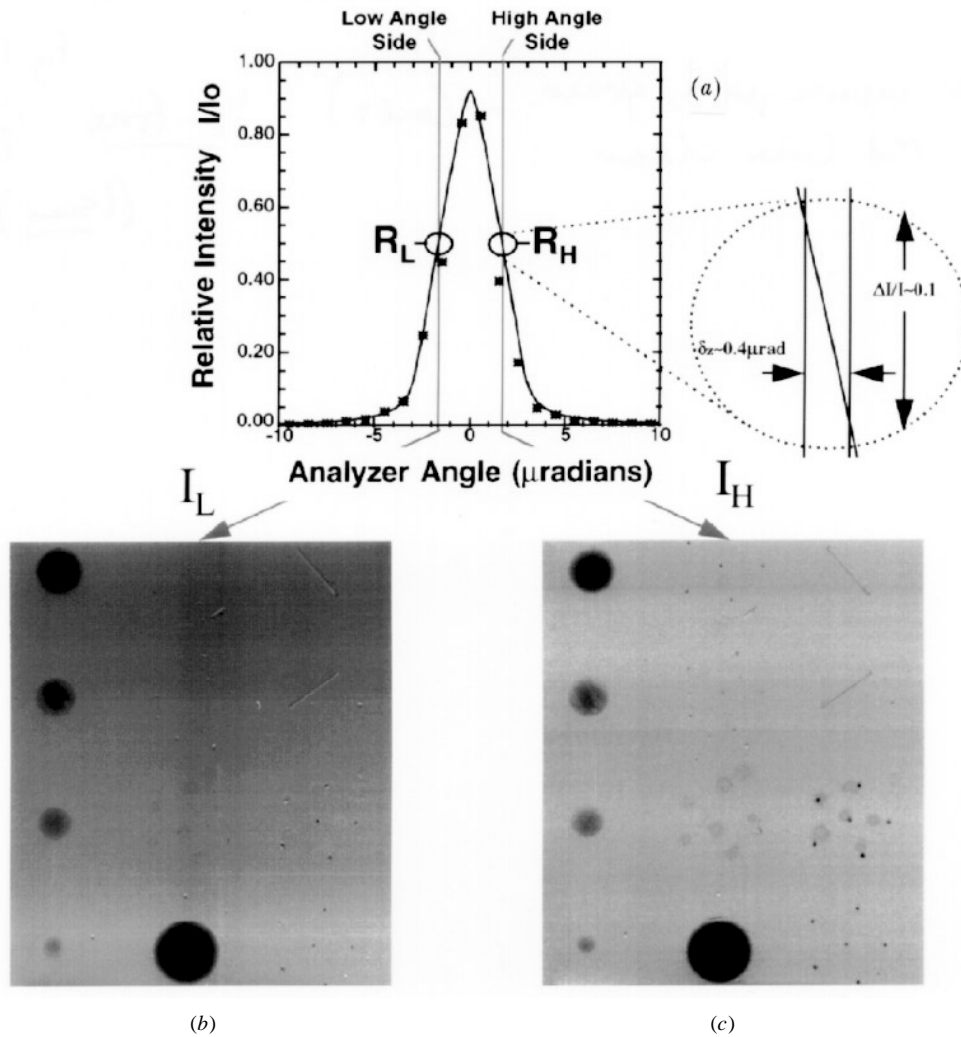 Low Angle Side
High Angle Side
(a)
Relative Intensity I/Io
1.00
0.80
0.60
0.40
0.20
0.00
R_L
R_H
-10
-5
0
5
10
Analyzer Angle (μradians)
ΔI/I~0.1
δz~0.4μrad
I_L
I_H
(b)
(c)